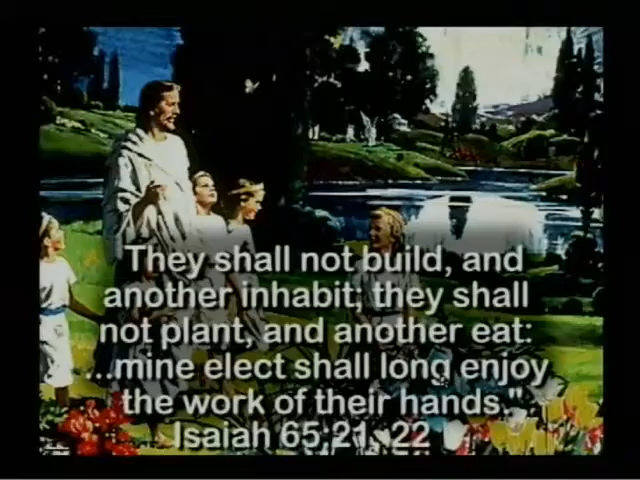 They shall not build, and
another inhabit; they shall
not plant, and another eat:
...mine elect shall long enjoy
the work of their hands."
Isaiah 65:21, 22